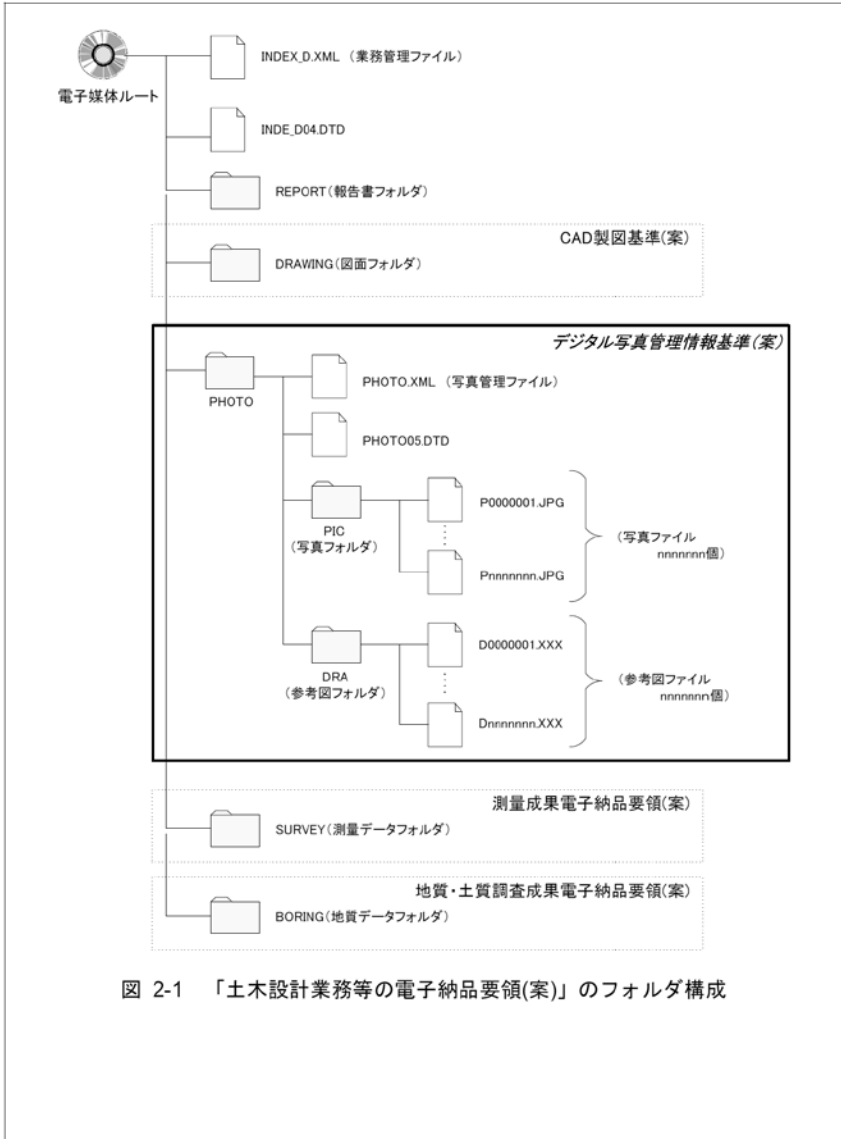 INDEX_D.XML (業務管理ファイル)
電子媒体ルート
INDE_D04.DTD
REPORT(報告書フォルダ)
CAD製図基準(案)
DRAWING(図面フォルダ)
デジタル写真管理情報基準(案)
PHOTO
PHOTO.XML (写真管理ファイル)
PHOTO05.DTD
PIC
(写真フォルダ)
P0000001.JPG
Pnnnnnnn.JPG
(写真ファイル
nnnnnnn個)
DRA
(参考図フォルダ)
D0000001.XXX
Dnnnnnnn.XXX
(参考図ファイル
nnnnnnn個)
測量成果電子納品要領(案)
SURVEY(測量データフォルダ)
地質・土質調査成果電子納品要領(案)
BORING(地質データフォルダ)
図 2-1 「土木設計業務等の電子納品要領(案)」のフォルダ構成